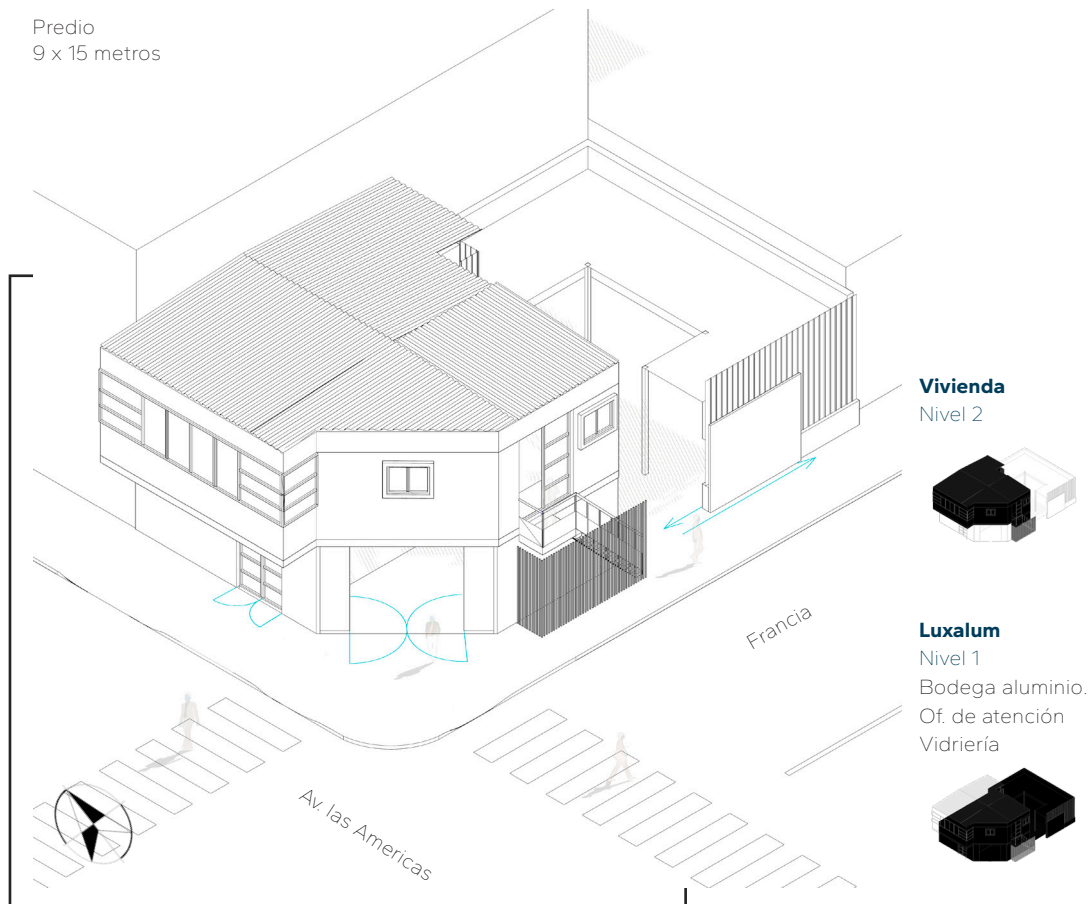 Predio
9 x 15 metros
Vivienda
Nivel 2
Luxalum
Nivel 1
Bodega aluminio.
Of. de atención
Vidriería
Francia
Av. las Americas